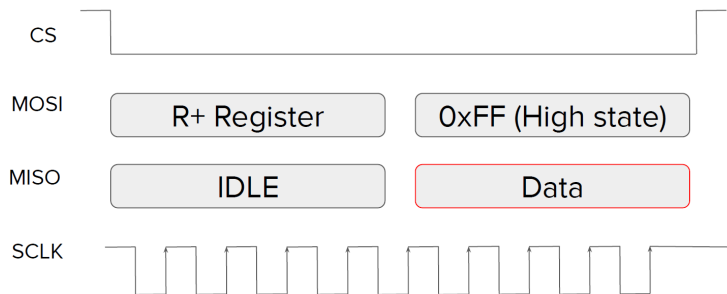 CS
MOSI
R+ Register
0xFF (High state)
MISO
IDLE
Data
SCLK